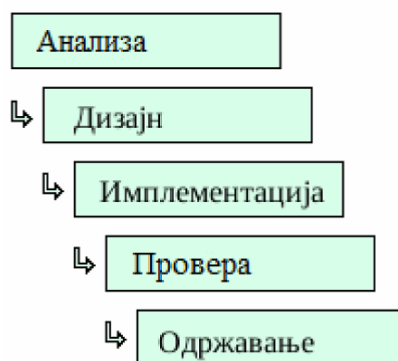 Анализа
Дизајн
Имплементација
Провера
Одржавање